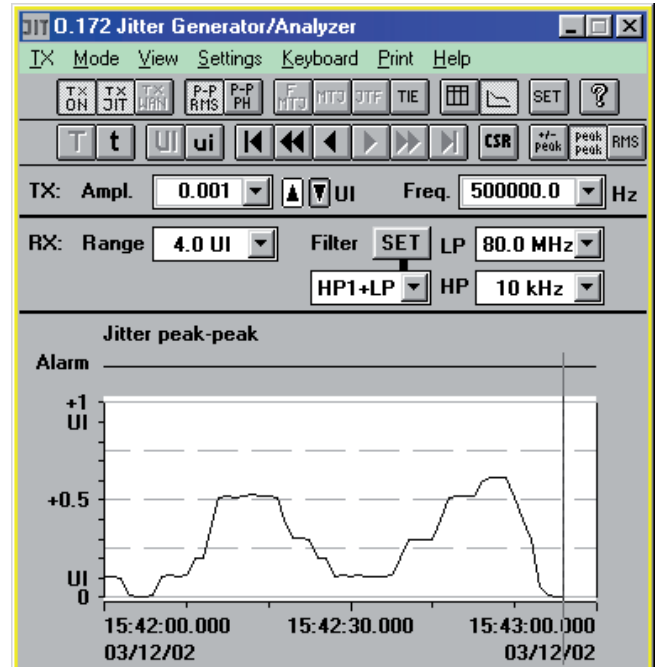 JIT O.172 Jitter Generator/Analyzer
TX Mode View Settings Keyboard Print Help
TX ON TX JIT TX WAN P-P RMS P-P PH F MTJ MTJ JTF TIE SET ?
T t UI ui CSR +/- peak peak peak RMS
TX: Ampl. 0.001 UI Freq. 500000.0 Hz
RX: Range 4.0 UI Filter SET LP 80.0 MHz
HP1+LP HP 10 kHz
Jitter peak-peak
Alarm
+1
UI
+0.5
UI
0
15:42:00.000 15:42:30.000 15:43:00.000
03/12/02 03/12/02